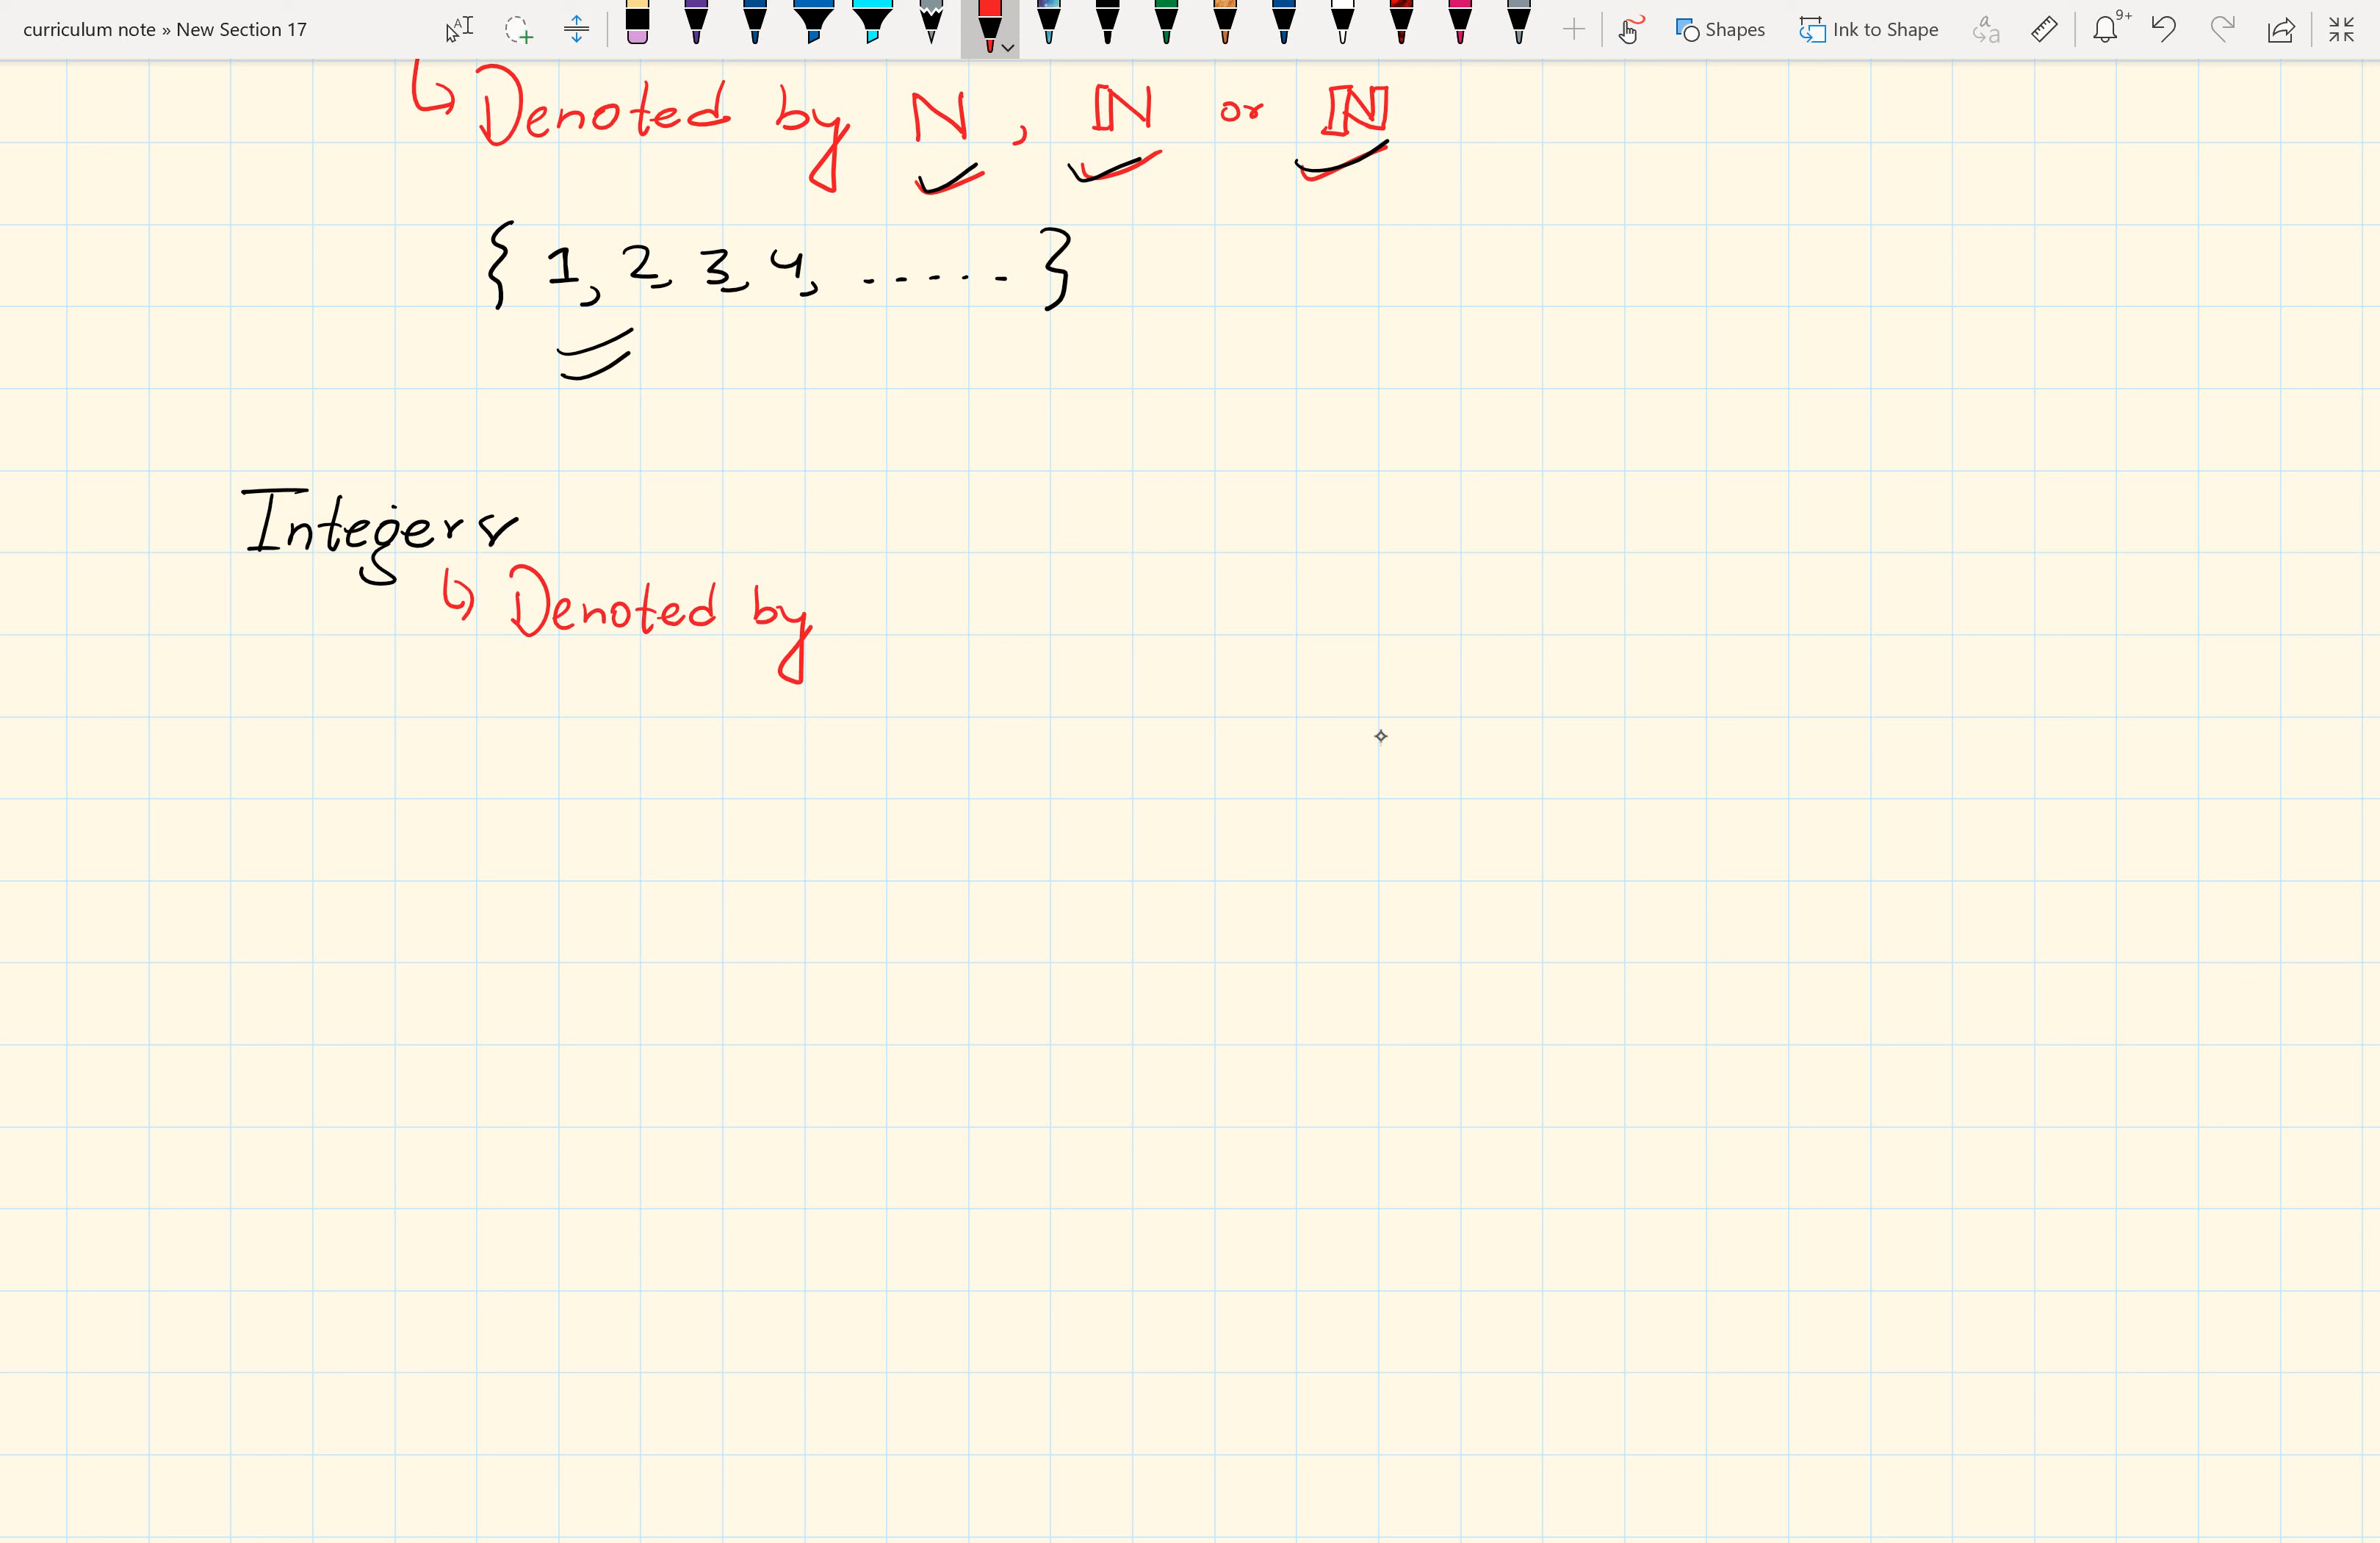 curriculum note » New Section 17 Shapes Ink to Shape 9+
Denoted by N, ℕ or ℕ
{ 1, 2, 3, 4, ...... }
Integers
Denoted by